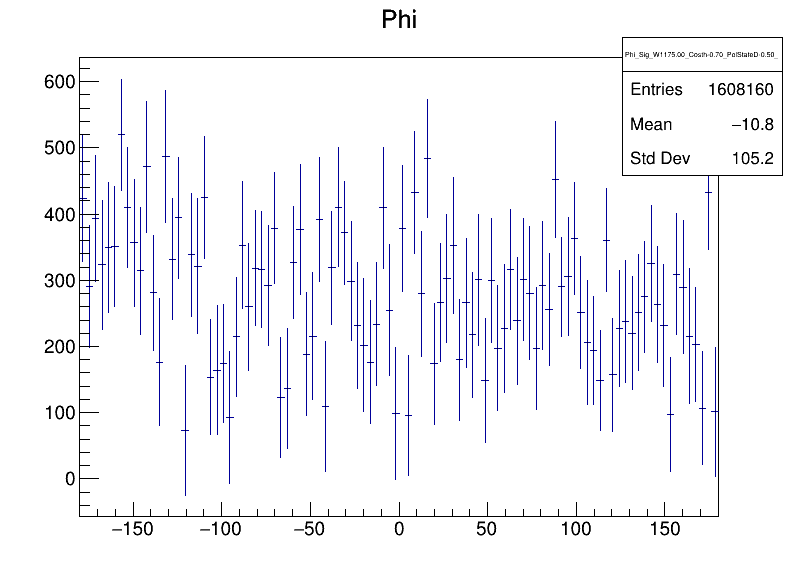 Phi
Phi_Sig_W1175.00_Costh-0.70_PolStateD-0.50_
Entries 1608160
Mean −10.8
Std Dev 105.2
600
500
400
300
200
100
0
−150 −100 −50 0 50 100 150